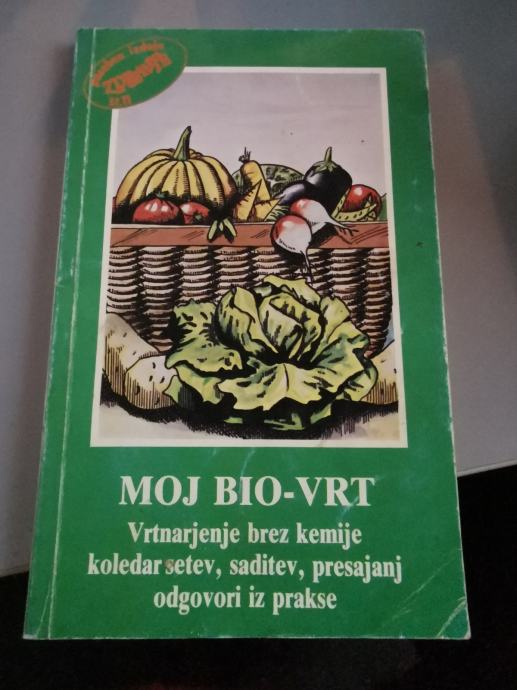 MOJ BIO-VRT
Vrtnarjenje brez kemije
koledar setev, saditev, presajanj
odgovori iz prakse